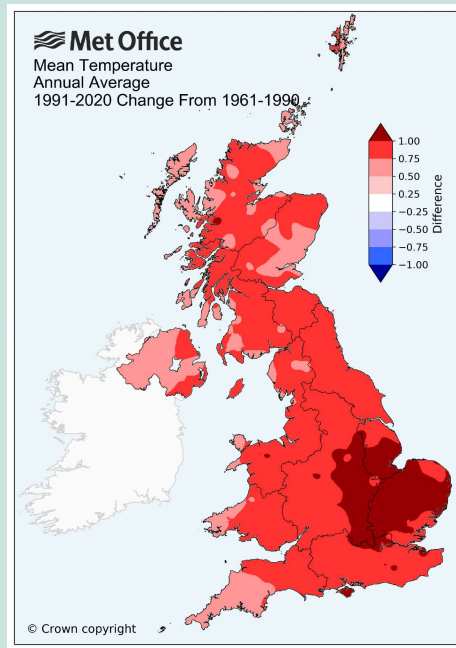 Met Office
Mean Temperature
Annual Average
1991-2020 Change From 1961-1990
1.00
0.75
0.50
0.25
−0.25
−0.50
−0.75
−1.00
Difference
© Crown copyright